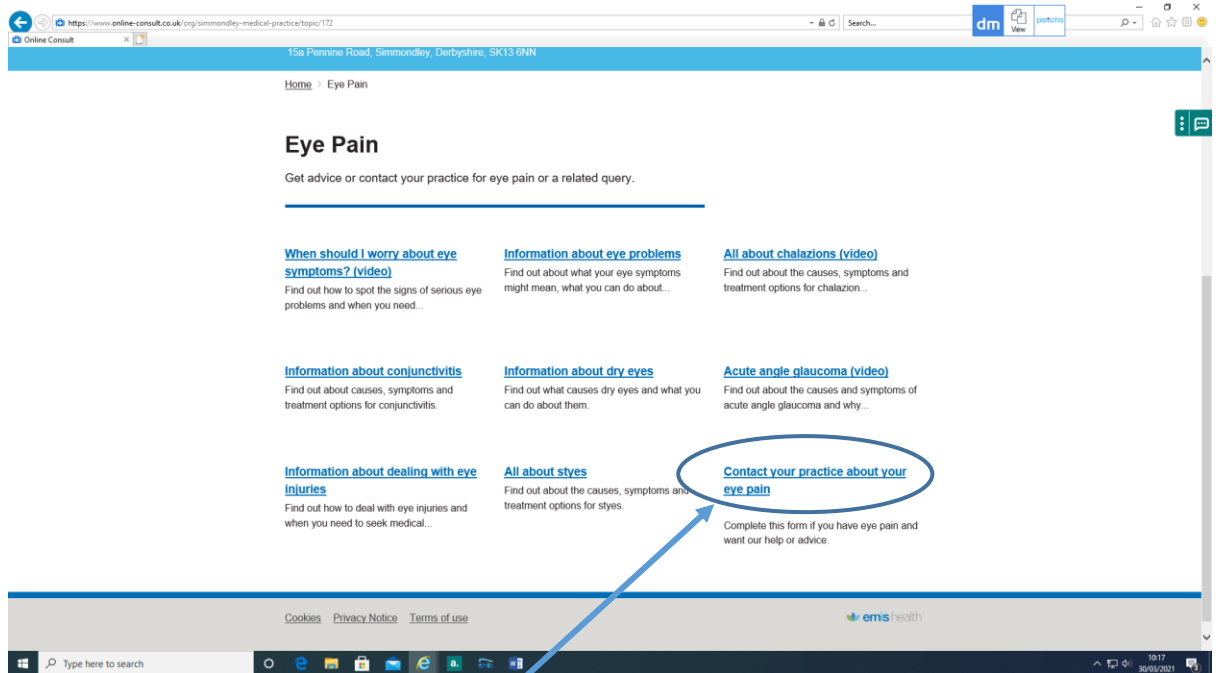 https://www.online-consult.co.uk/org/simmondley-medical-practice/topic/172
Search...
dm
View
patchs
Online Consult
15a Pennine Road, Simmondley, Derbyshire, SK13 6NN
Home > Eye Pain
Eye Pain
Get advice or contact your practice for eye pain or a related query.
When should I worry about eye
symptoms? (video)
Find out how to spot the signs of serious eye
problems and when you need...
Information about eye problems
Find out about what your eye symptoms
might mean, what you can do about...
All about chalazions (video)
Find out about the causes, symptoms and
treatment options for chalazion...
Information about conjunctivitis
Find out about causes, symptoms and
treatment options for conjunctivitis.
Information about dry eyes
Find out what causes dry eyes and what you
can do about them.
Acute angle glaucoma (video)
Find out about the causes and symptoms of
acute angle glaucoma and why...
Information about dealing with eye
injuries
Find out how to deal with eye injuries and
when you need to seek medical...
All about styes
Find out about the causes, symptoms and
treatment options for styes.
Contact your practice about your
eye pain
Complete this form if you have eye pain and
want our help or advice.
Cookies Privacy Notice Terms of use
emis health
Type here to search
a.
10:17
30/03/2021